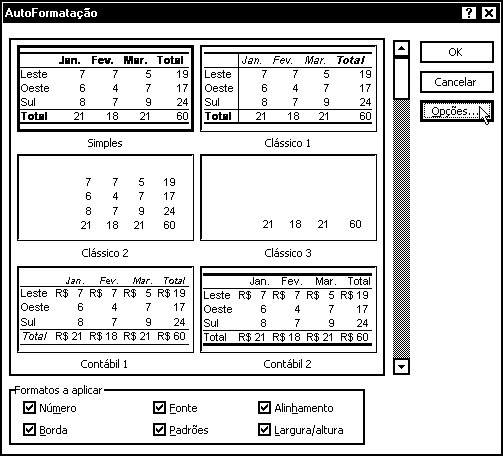 AutoFormatação
Jan. Fev. Mar. Total
Leste 7 7 5 19
Oeste 6 4 7 17
Sul 8 7 9 24
Total 21 18 21 60
Simples
Jan. Fev. Mar. Total
Leste 7 7 5 19
Oeste 6 4 7 17
Sul 8 7 9 24
Total 21 18 21 60
Clássico 1
7 7 5 19
6 4 7 17
8 7 9 24
21 18 21 60
Clássico 2
21 18 21 60
Clássico 3
Jan. Fev. Mar. Total
Leste R$ 7 R$ 7 R$ 5 R$ 19
Oeste 6 4 7 17
Sul 8 7 9 24
Total R$ 21 R$ 18 R$ 21 R$ 60
Contábil 1
Jan. Fev. Mar. Total
Leste R$ 7 R$ 7 R$ 5 R$ 19
Oeste 6 4 7 17
Sul 8 7 9 24
Total R$ 21 R$ 18 R$ 21 R$ 60
Contábil 2
OK
Cancelar
Opções...
Formatos a aplicar
Número Fonte Alinhamento
Borda Padrões Largura/altura